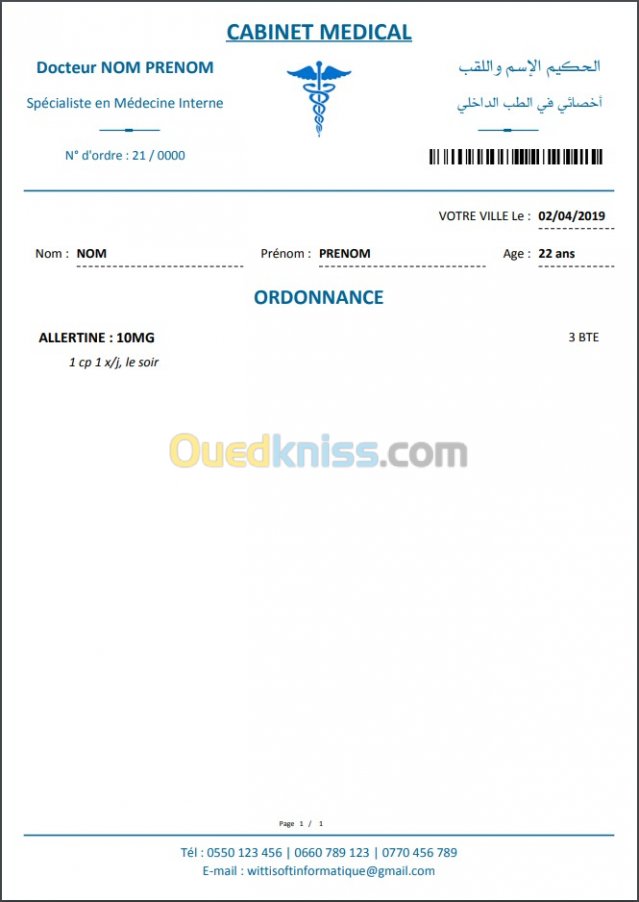 CABINET MEDICAL
Docteur NOM PRENOM
الحكيم الإسم واللقب
Spécialiste en Médecine Interne
أخصائي في الطب الداخلي
N° d'ordre : 21 / 0000
VOTRE VILLE Le : 02/04/2019
Nom : NOM Prénom : PRENOM Age : 22 ans
ORDONNANCE
ALLERTINE : 10MG 3 BTE
1 cp 1 x/j, le soir
Ouedkniss.com
Page 1 / 1
Tél : 0550 123 456 | 0660 789 123 | 0770 456 789
E-mail : wittisoftinformatique@gmail.com